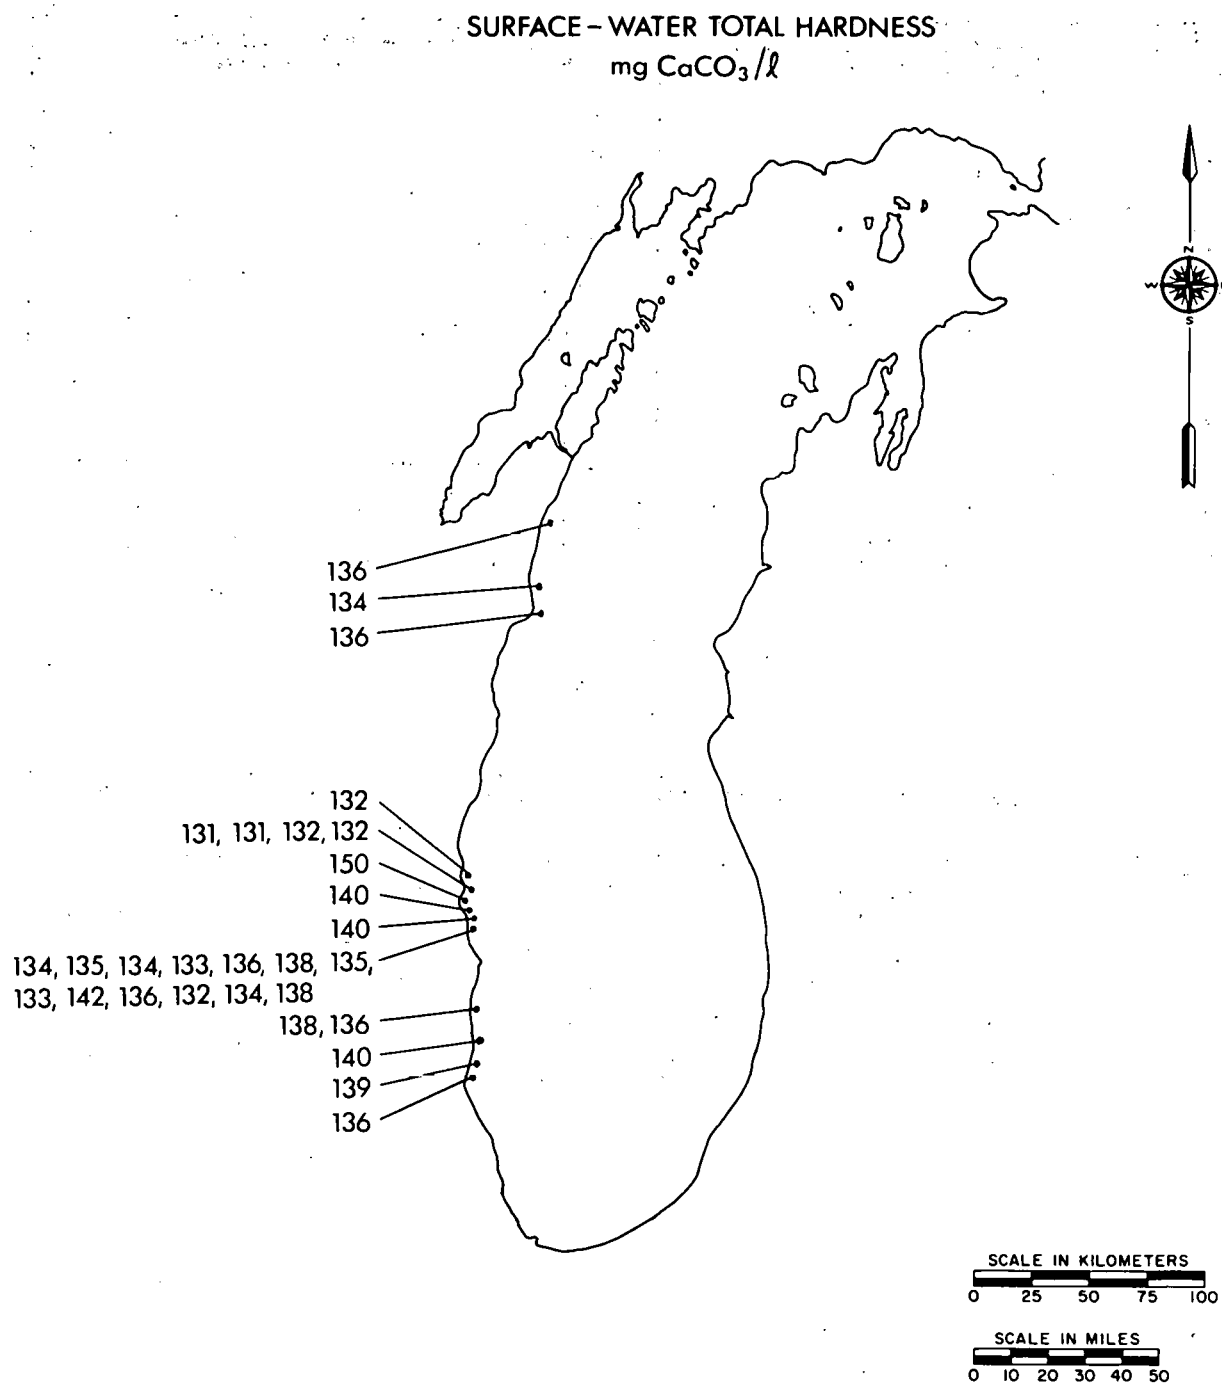 SURFACE – WATER TOTAL HARDNESS
mg CaCO₃/ℓ
N
W
S
136
134
136
132
131, 131, 132, 132
150
140
140
134, 135, 134, 133, 136, 138, 135,
133, 142, 136, 132, 134, 138
138, 136
140
139
136
SCALE IN KILOMETERS
0 25 50 75 100
SCALE IN MILES
0 10 20 30 40 50